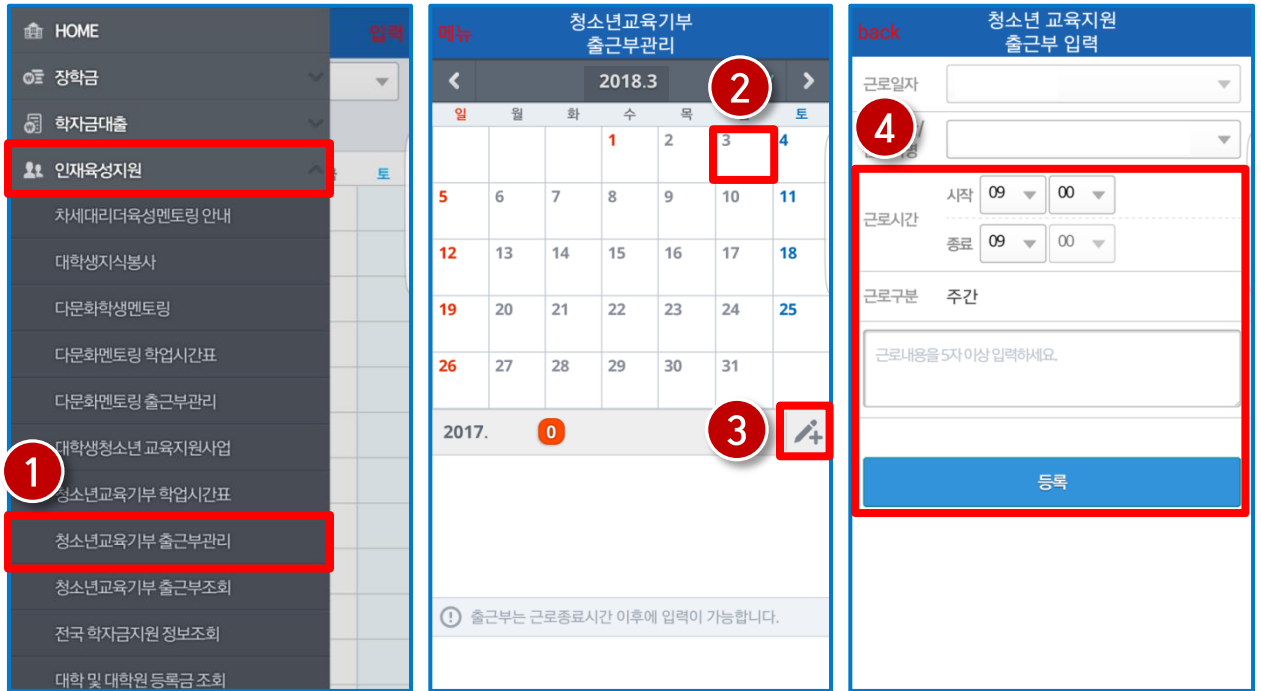 HOME
입력
장학금
학자금대출
인재육성지원
토
차세대리더육성멘토링 안내
대학생지식봉사
다문화학생멘토링
다문화멘토링 학업시간표
다문화멘토링 출근부관리
대학생청소년 교육지원사업
1
청소년교육기부 학업시간표
청소년교육기부 출근부관리
청소년교육기부 출근부조회
전국 학자금지원 정보조회
대학 및 대학원 등록금 조회
메뉴
청소년교육기부
출근부관리
2018.3
2
일 월 화 수 목 토
1 2 3 4
5 6 7 8 9 10 11
12 13 14 15 16 17 18
19 20 21 22 23 24 25
26 27 28 29 30 31
2017. 0
3
출근부는 근로종료시간 이후에 입력이 가능합니다.
back
청소년 교육지원
출근부 입력
근로일자
4
근로시간
시작 09 00
종료 09 00
근로구분 주간
근로내용을 5자 이상 입력하세요.
등록